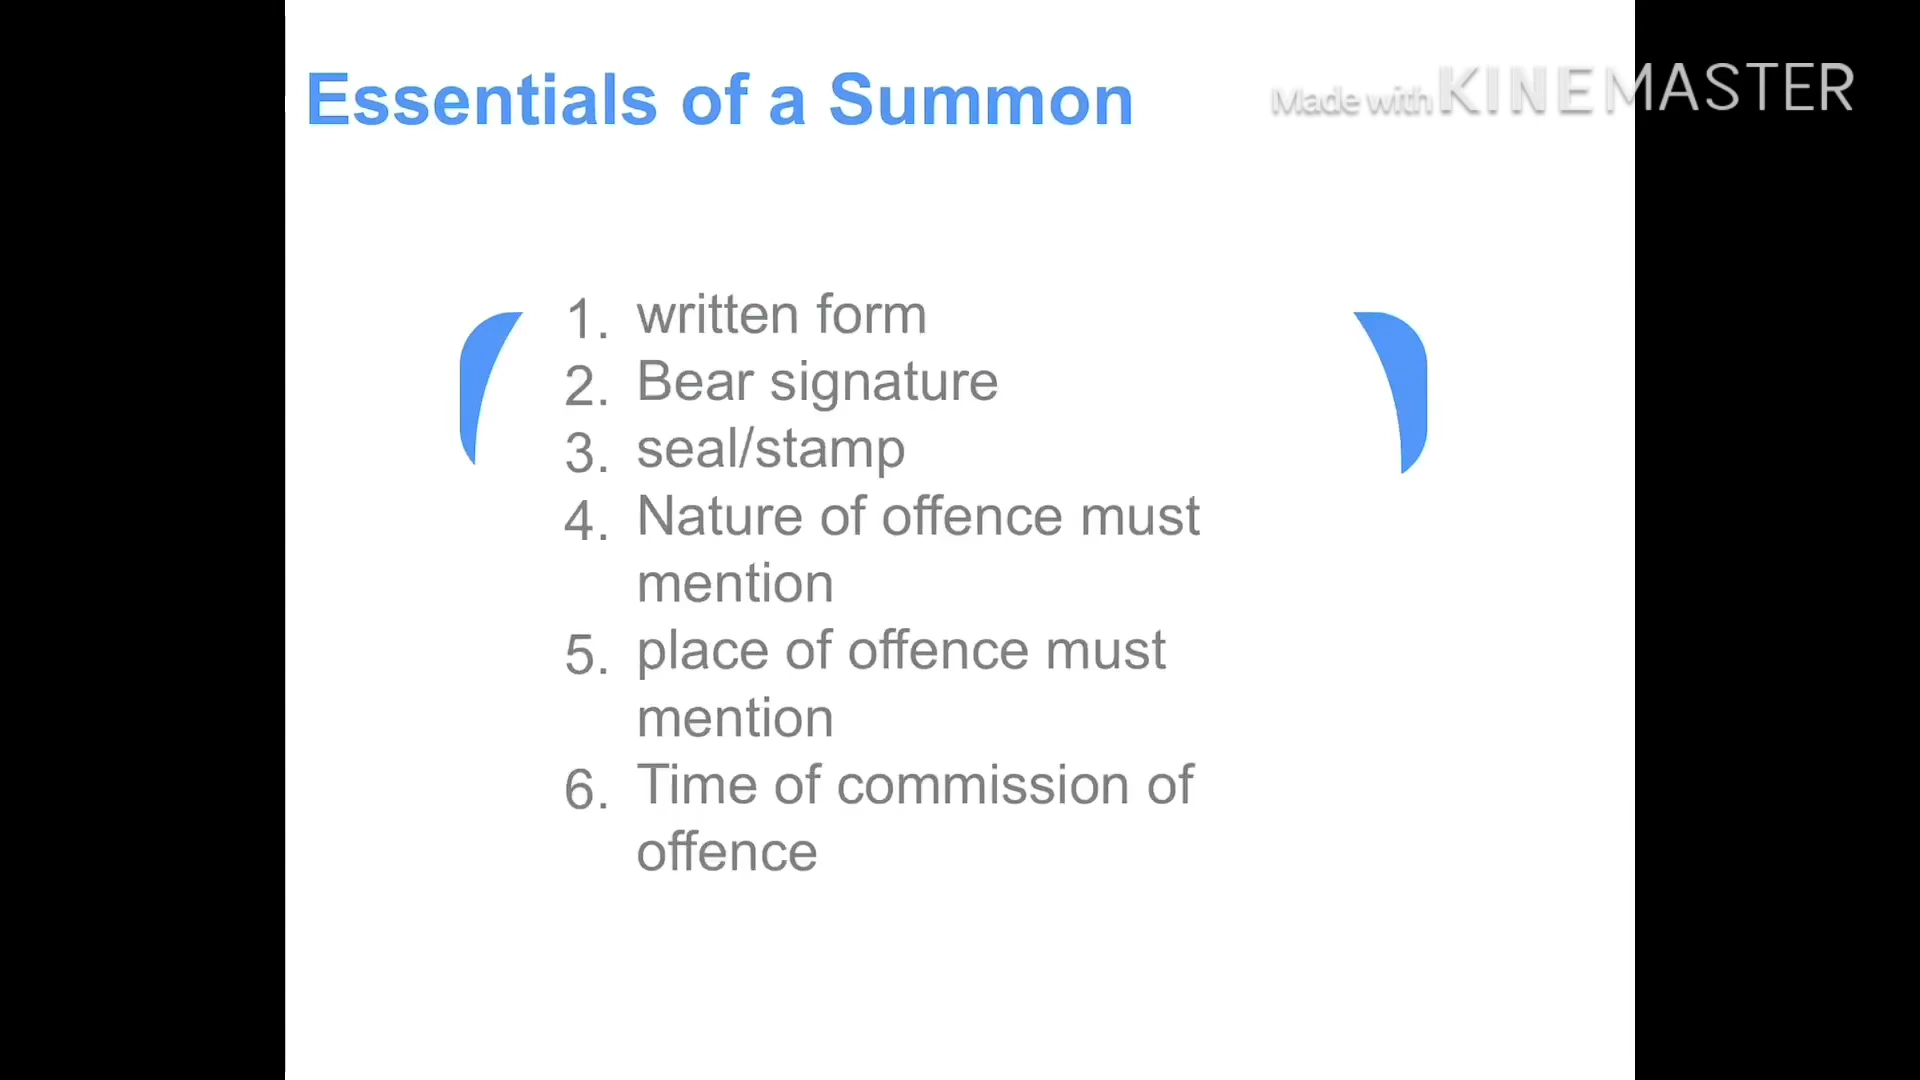 Essentials of a Summon
Made with KINEMASTER
1. written form
2. Bear signature
3. seal/stamp
4. Nature of offence must
mention
5. place of offence must
mention
6. Time of commission of
offence